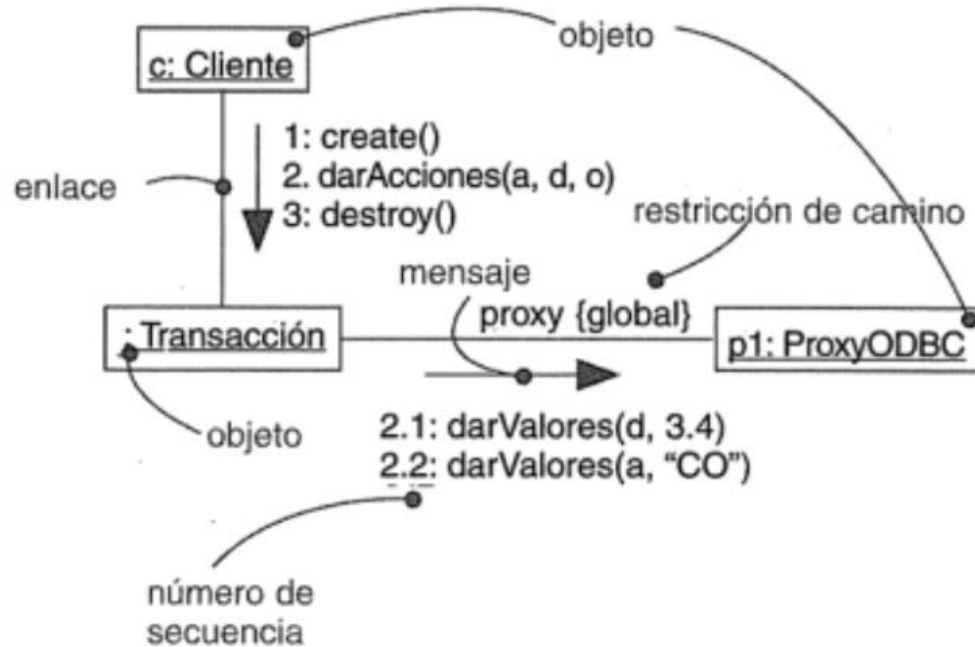 objeto
c: Cliente
1: create()
2. darAcciones(a, d, o)
3: destroy()
enlace
restricción de camino
mensaje
proxy {global}
: Transacción
p1: ProxyODBC
objeto
2.1: darValores(d, 3.4)
2.2: darValores(a, “CO”)
número de
secuencia